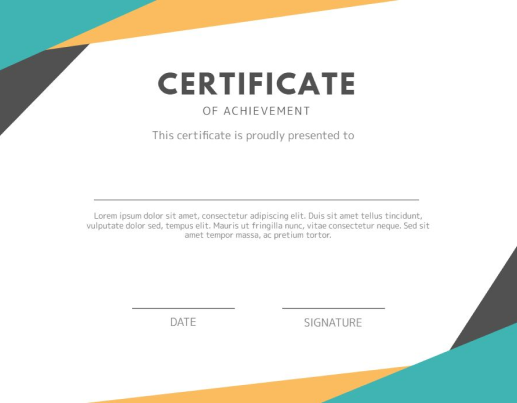 CERTIFICATE
OF ACHIEVEMENT
This certificate is proudly presented to
Lorem ipsum dolor sit amet, consectetur adipiscing elit. Duis sit amet tellus tincidunt,
vulputate dolor sed, tempus elit. Mauris ut fringilla nunc, vitae consectetur neque. Sed sit
amet tempor massa, ac pretium tortor.
DATE
SIGNATURE